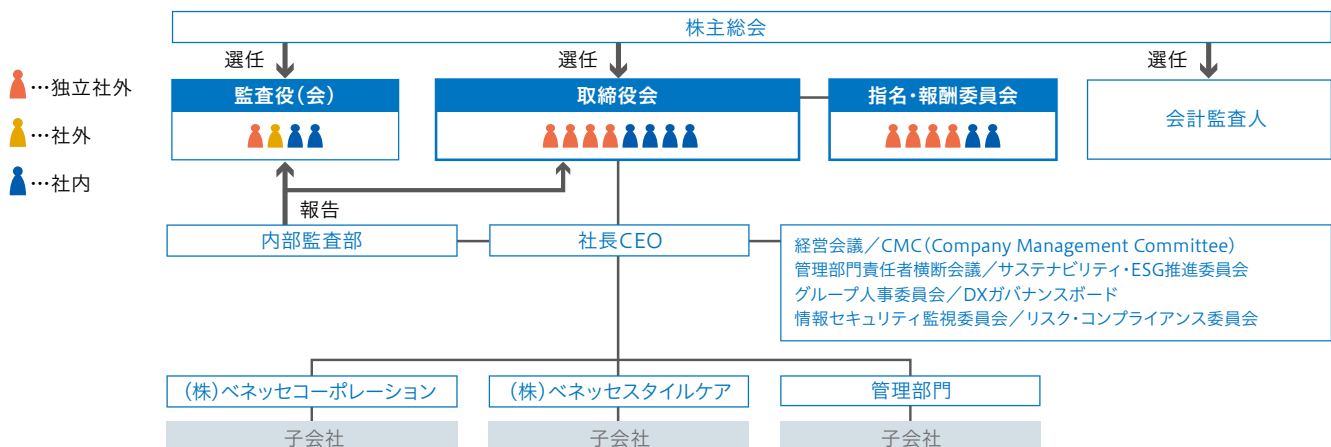 株主総会
選任
選任
選任
…独立社外
…社外
…社内
監査役(会)
取締役会
指名・報酬委員会
会計監査人
報告
内部監査部
社長CEO
経営会議／CMC(Company Management Committee)
管理部門責任者横断会議／サステナビリティ・ESG推進委員会
グループ人事委員会／DXガバナンスボード
情報セキュリティ監視委員会／リスク・コンプライアンス委員会
(株)ベネッセコーポレーション
(株)ベネッセスタイルケア
管理部門
子会社
子会社
子会社